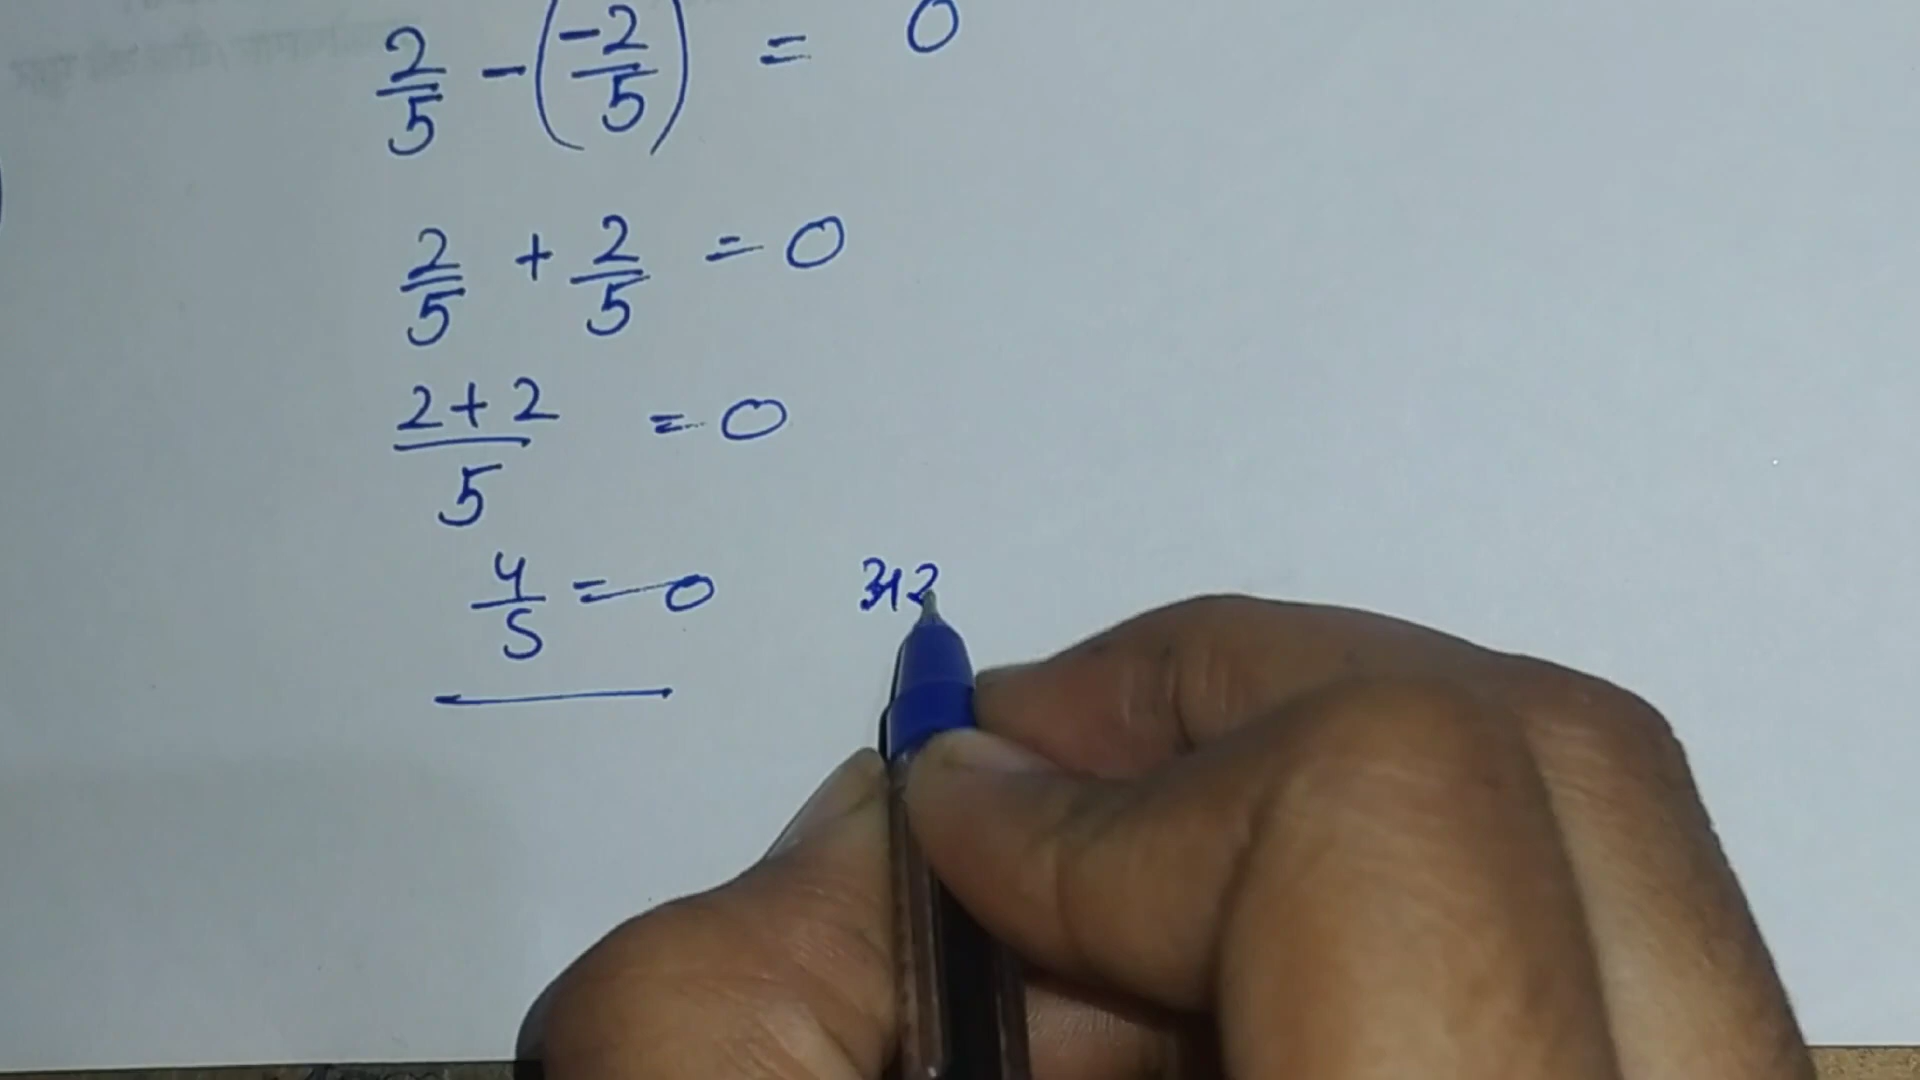 2/5 - (-2/5) = 0
2/5 + 2/5 = 0
2+2/5 = 0
4/5 = 0